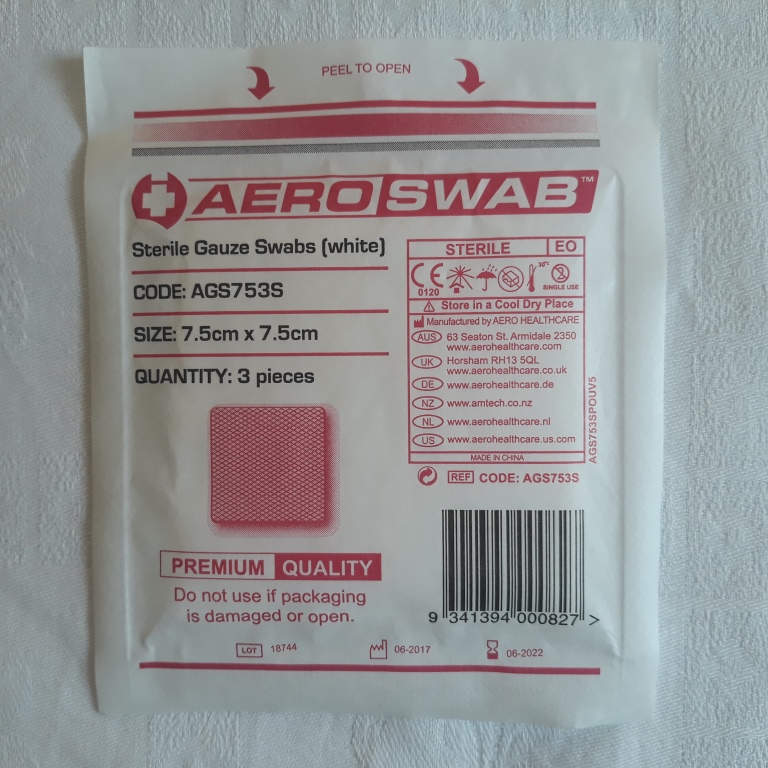 PEEL TO OPEN
AEROSWAB™
Sterile Gauze Swabs (white)
CODE: AGS753S
SIZE: 7.5cm x 7.5cm
QUANTITY: 3 pieces
STERILE EO
CE
0120
30°C
2
SINGLE USE
Store in a Cool Dry Place
Manufactured by AERO HEALTHCARE
AUS 63 Seaton St. Armidale 2350
www.aerohealthcare.com
UK Horsham RH13 5QL
www.aerohealthcare.co.uk
DE www.aerohealthcare.de
NZ www.amtech.co.nz
NL www.aerohealthcare.nl
US www.aerohealthcare.us.com
MADE IN CHINA
AGS753SPOUV5
REF CODE: AGS753S
PREMIUM QUALITY
Do not use if packaging
is damaged or open.
9 341394 000827 >
LOT 18744
06-2017
06-2022